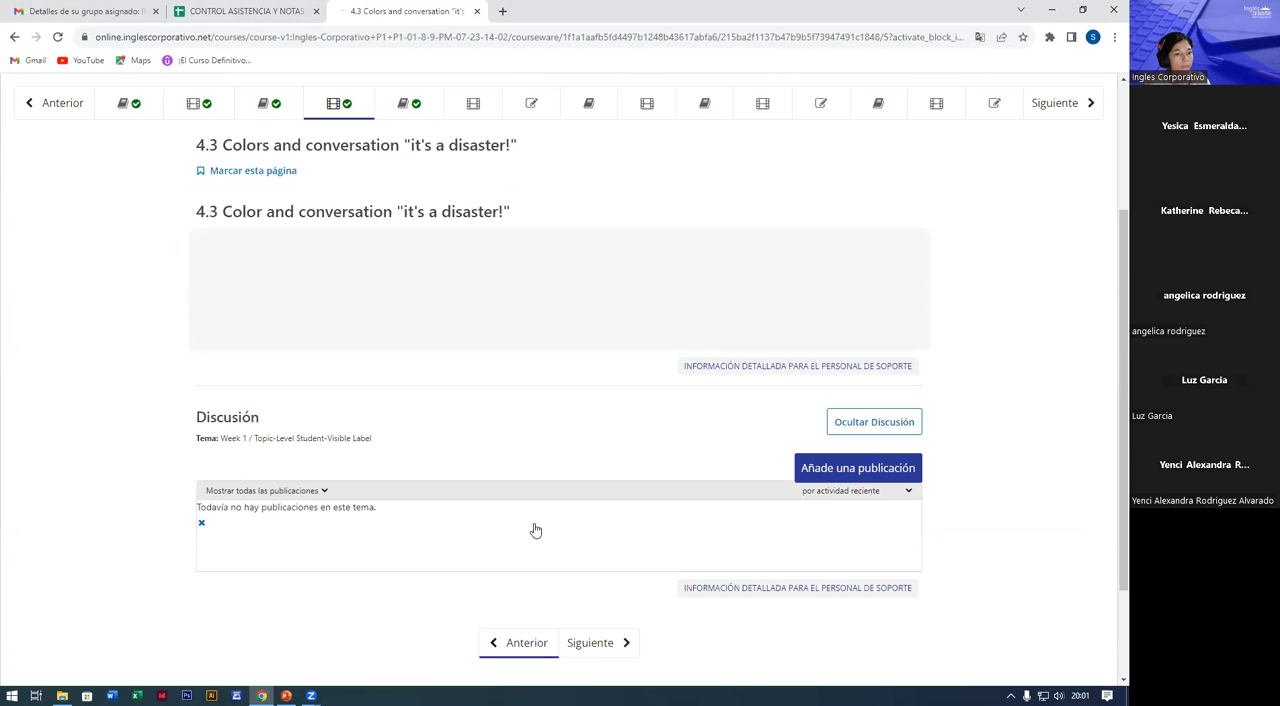 Detalles de su grupo asignado: II
CONTROL ASISTENCIA Y NOTAS
4.3 Colors and conversation "it's
online.inglescorporativo.net/courses/course-v1:Ingles-Corporativo+P1+P1-01-8-9-PM-07-23-14-02/courseware/1f1a1aafb5fd4497b1248b43617abfa6/215ba2f1137b47b9b5f73947491c1848/5?activate_block_i...
S
Gmail
YouTube
Maps
¡El Curso Definitivo...
Anterior
Siguiente
4.3 Colors and conversation "it's a disaster!"
Marcar esta página
4.3 Color and conversation "it's a disaster!"
INFORMACIÓN DETALLADA PARA EL PERSONAL DE SOPORTE
Discusión
Ocultar Discusión
Tema: Week 1 / Topic-Level Student-Visible Label
Añade una publicación
Mostrar todas las publicaciones
por actividad reciente
Todavía no hay publicaciones en este tema.
INFORMACIÓN DETALLADA PARA EL PERSONAL DE SOPORTE
Anterior
Siguiente
20:01
Ingles Corporativo
Yesica Esmeralda...
Katherine Rebeca...
angelica rodriguez
angelica rodriguez
Luz Garcia
Luz Garcia
Yenci Alexandra R...
Yenci Alexandra Rodriguez Alvarado